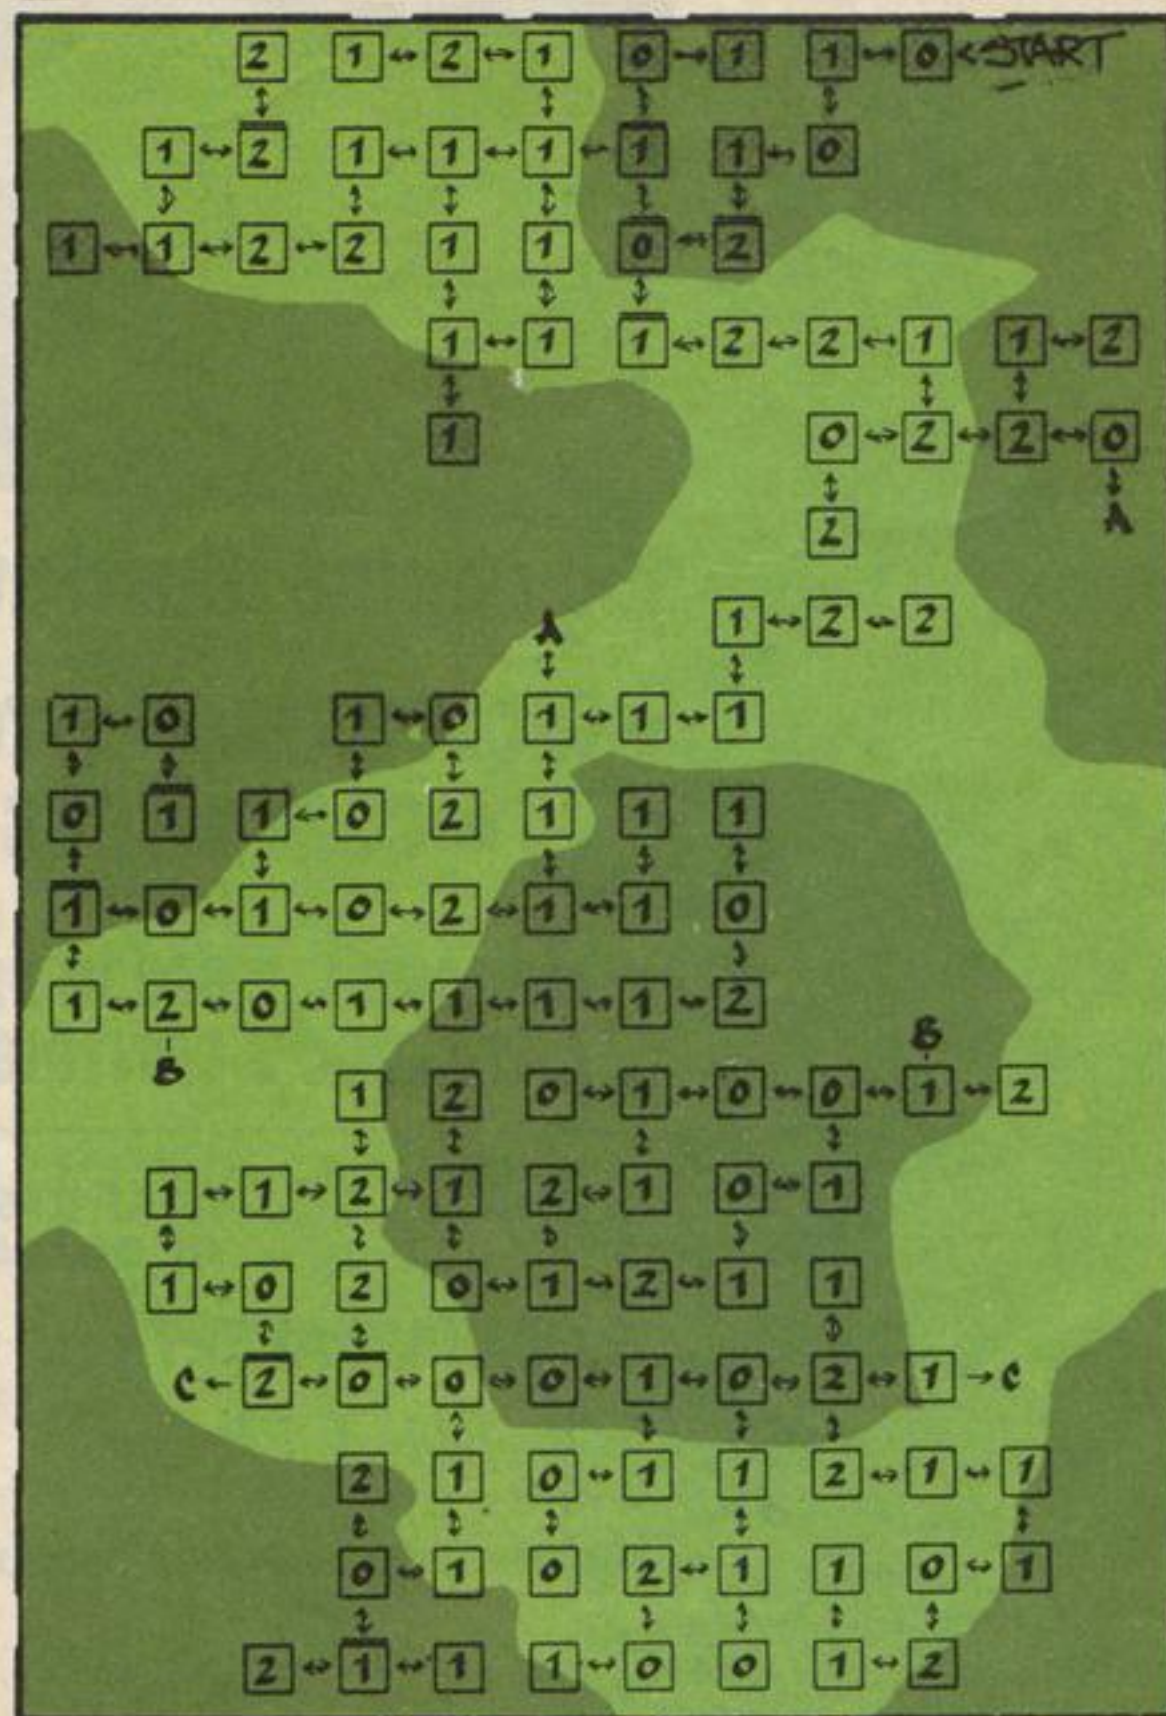 2 1 2 1 0 1 1 0 START
1 2 1 1 1 1 1 0
1 1 2 2 1 1 0 2
1 1 1 2 2 1 1 2
1 0 2 2 0
2 A
A 1 2 2
1 0 1 0 1 1 1
0 1 1 0 2 1 1 1
1 0 1 0 2 1 1 0
1 2 0 1 1 1 1 2
B B
1 2 0 1 0 0 1 2
1 1 2 1 2 1 0 1
1 0 2 0 1 2 1 1
C 2 0 0 0 1 0 2 1 C
2 1 0 1 1 2 1 1
0 1 0 2 1 1 0 1
2 1 1 1 0 0 1 2